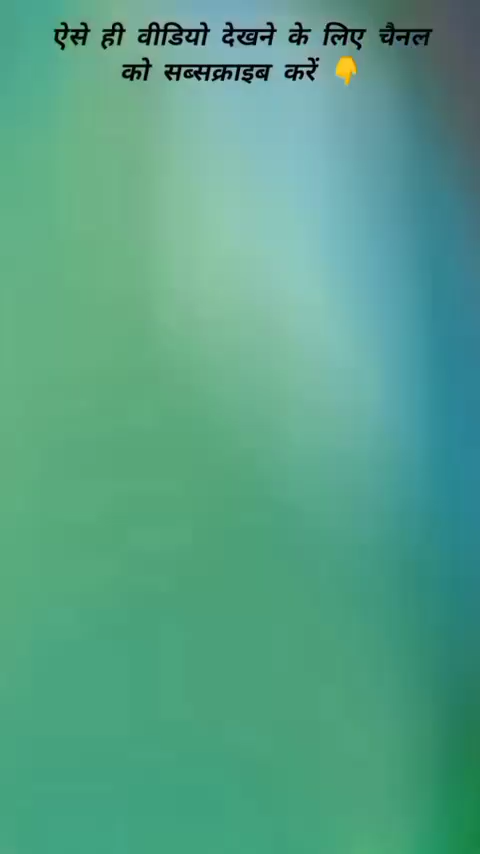 ऐसे ही वीडियो देखने के लिए चैनल
को सब्सक्राइब करें 👇